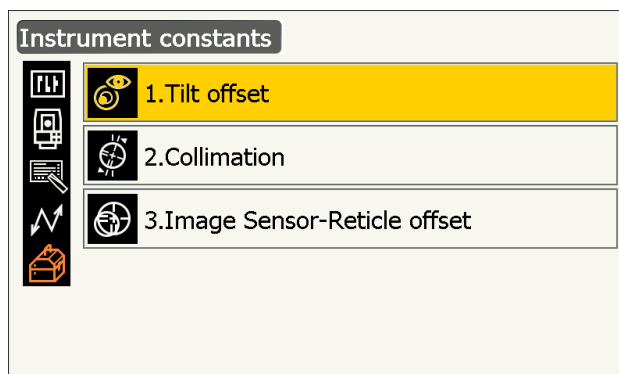 Instrument constants
1.Tilt offset
2.Collimation
3.Image Sensor-Reticle offset